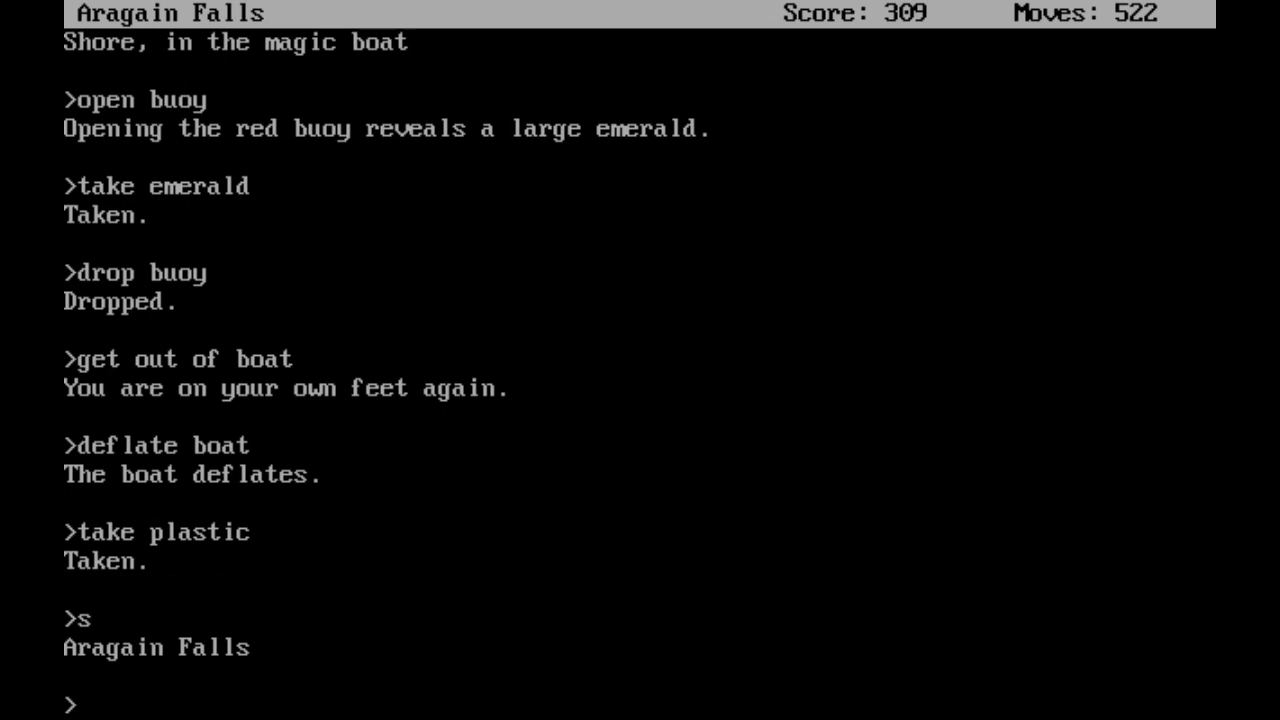 Aragain Falls Score: 309 Moves: 522
Shore, in the magic boat
>open buoy
Opening the red buoy reveals a large emerald.
>take emerald
Taken.
>drop buoy
Dropped.
>get out of boat
You are on your own feet again.
>deflate boat
The boat deflates.
>take plastic
Taken.
>s
Aragain Falls
>